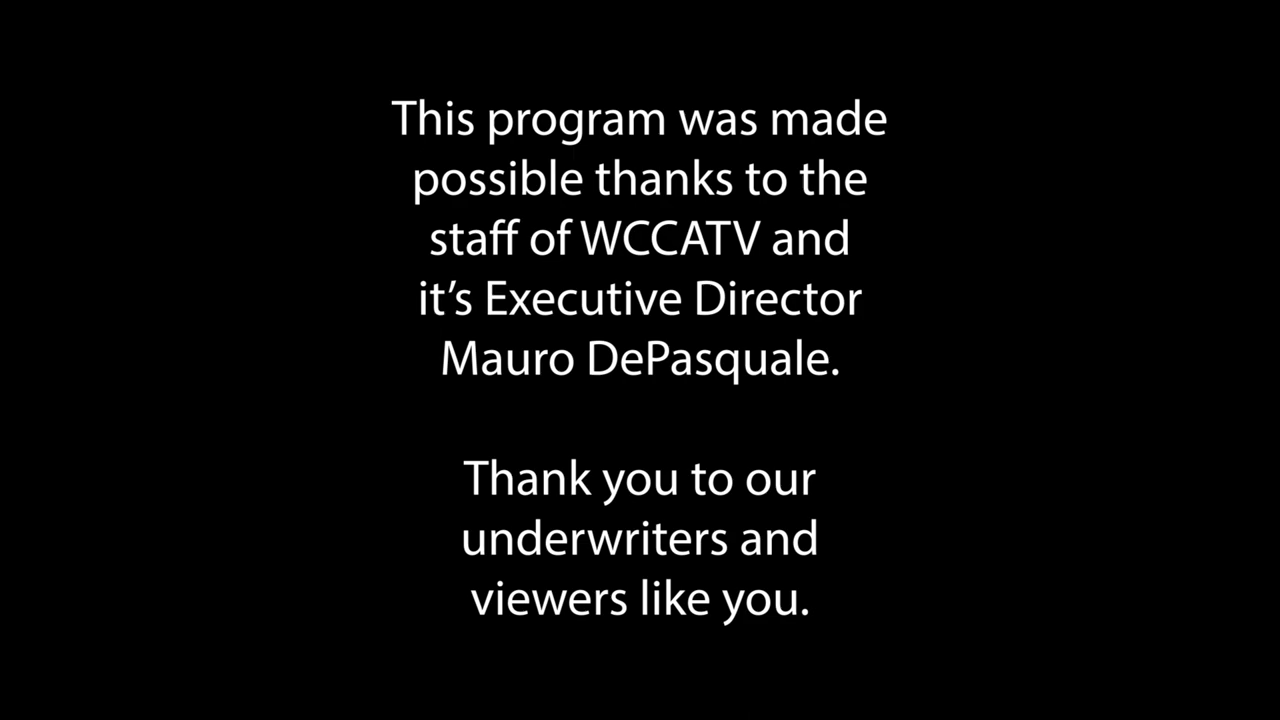 This program was made
possible thanks to the
staff of WCCATV and
it’s Executive Director
Mauro DePasquale.
Thank you to our
underwriters and
viewers like you.